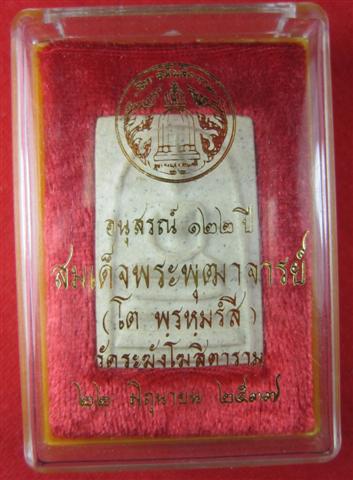 อนุสรณ์ ๑๒๒ ปี
สมเด็จพระพุฒาจารย์
(โต พรหมรํสี)
วัดระฆังโฆสิตาราม
๒๒ มิถุนายน ๒๕๓๗